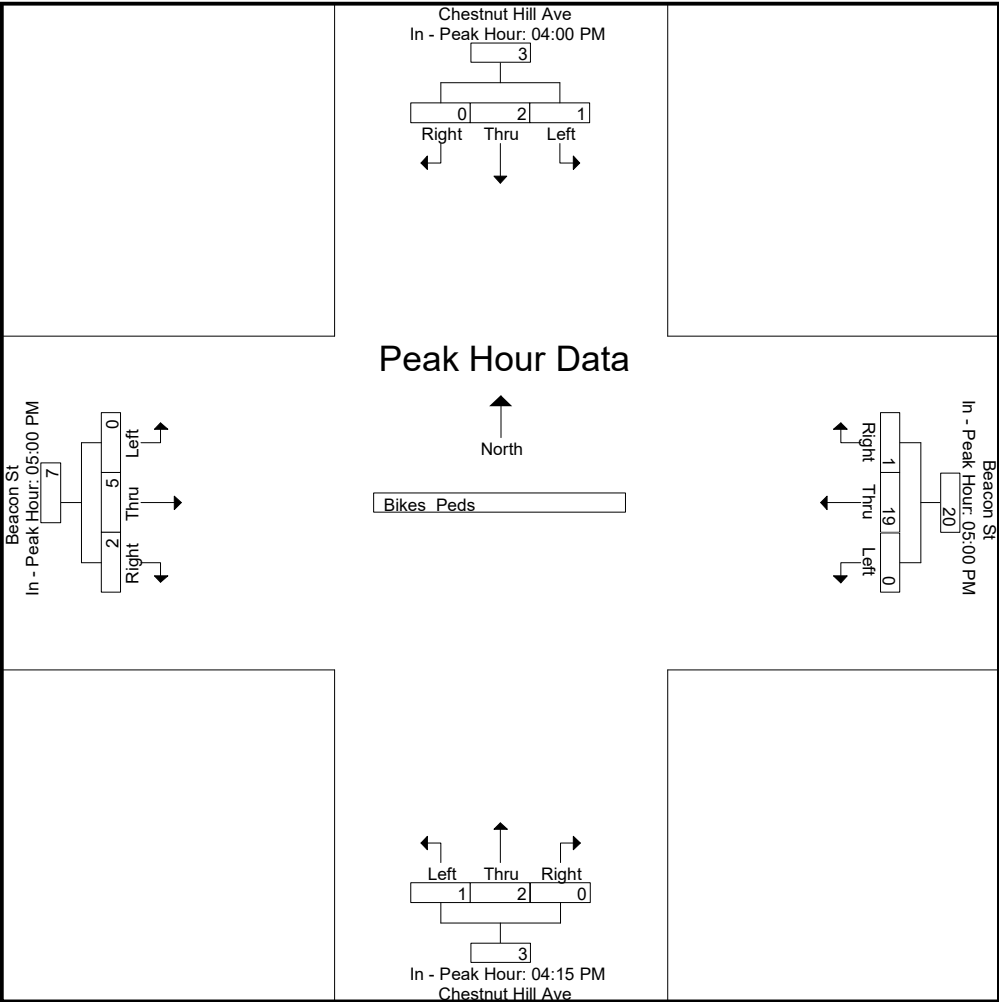 Chestnut Hill Ave
In - Peak Hour: 04:00 PM
3
0 2 1
Right Thru Left
Peak Hour Data
North
Bikes Peds
Beacon St
In - Peak Hour: 05:00 PM
7
0 5 2
Left Thru Right
Beacon St
In - Peak Hour: 05:00 PM
20
1 19 0
Right Thru Left
Left Thru Right
1 2 0
3
In - Peak Hour: 04:15 PM
Chestnut Hill Ave